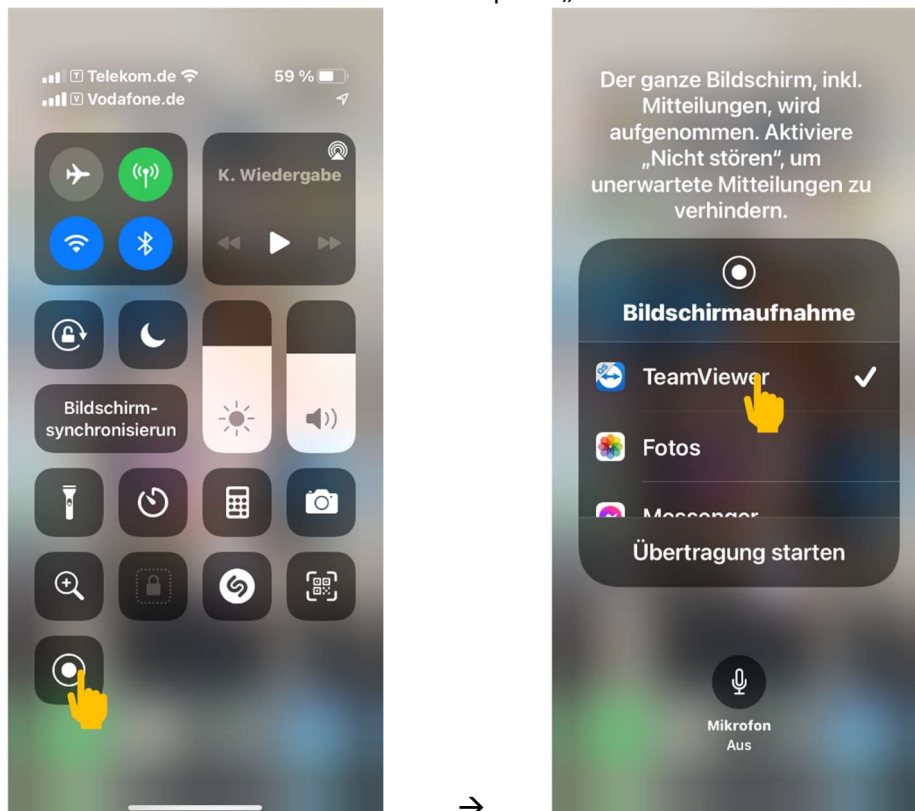 Telekom.de
59 %
Vodafone.de
K. Wiedergabe
Bildschirm-
synchronisierun
→
Der ganze Bildschirm, inkl.
Mitteilungen, wird
aufgenommen. Aktiviere
„Nicht stören“, um
unerwartete Mitteilungen zu
verhindern.
Bildschirmaufnahme
TeamViewer
Fotos
Messenger
Übertragung starten
Mikrofon
Aus